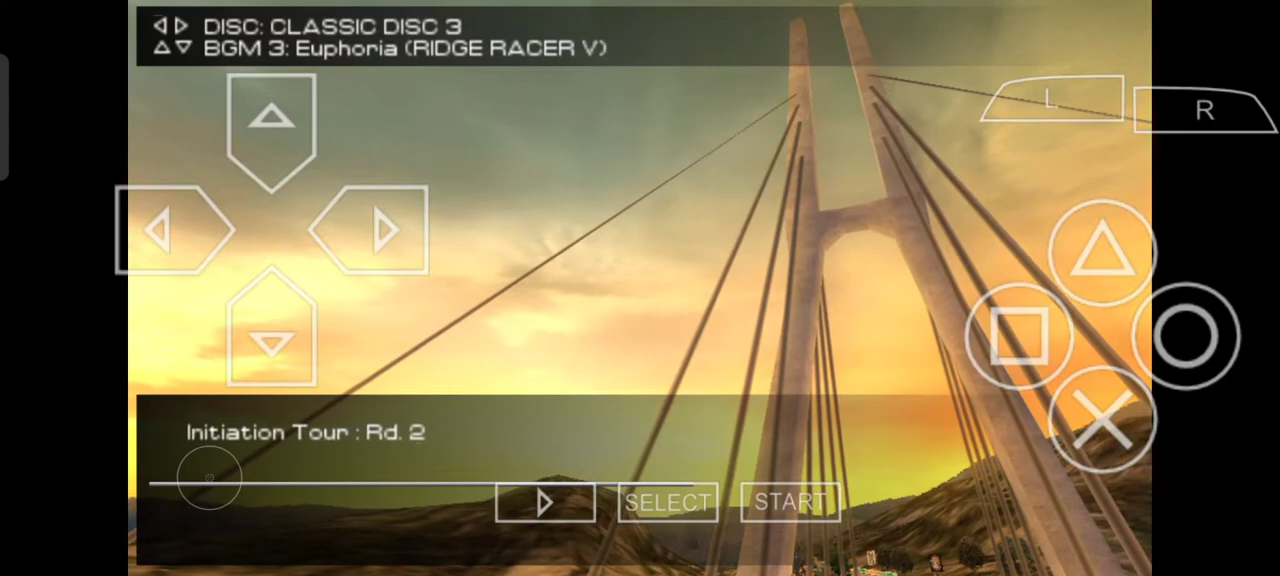 DISC: CLASSIC DISC 3
BGM 3: Euphoria (RIDGE RACER V)
L
R
Initiation Tour : Rd. 2
SELECT
START